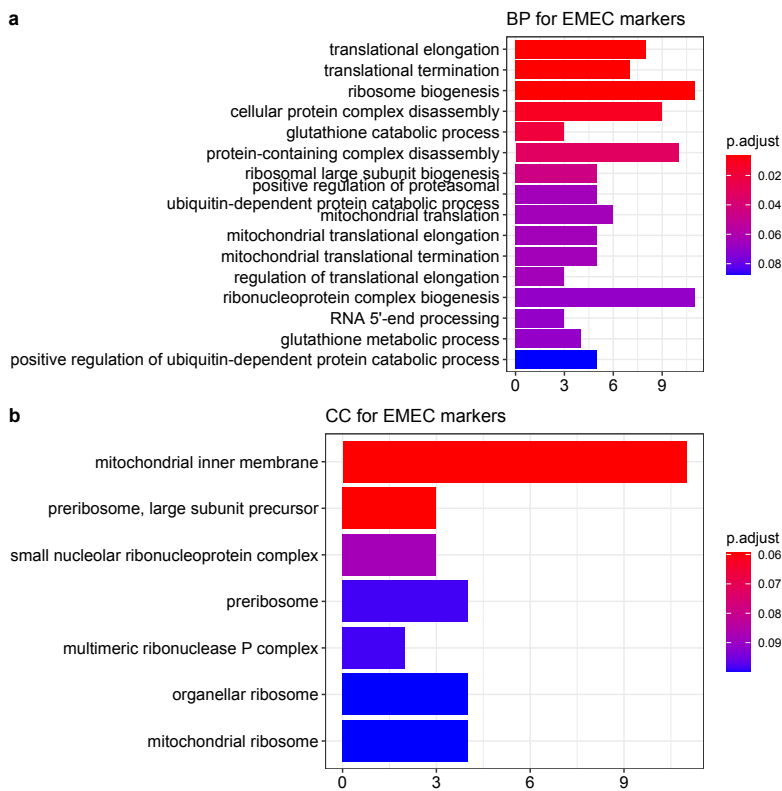 a
BP for EMEC markers
translational elongation
translational termination
ribosome biogenesis
cellular protein complex disassembly
glutathione catabolic process
protein-containing complex disassembly
ribosomal large subunit biogenesis
positive regulation of proteasomal
ubiquitin-dependent protein catabolic process
mitochondrial translation
mitochondrial translational elongation
mitochondrial translational termination
regulation of translational elongation
ribonucleoprotein complex biogenesis
RNA 5'-end processing
glutathione metabolic process
positive regulation of ubiquitin-dependent protein catabolic process
0 3 6 9
p.adjust
0.02
0.04
0.06
0.08
b
CC for EMEC markers
mitochondrial inner membrane
preribosome, large subunit precursor
small nucleolar ribonucleoprotein complex
preribosome
multimeric ribonuclease P complex
organellar ribosome
mitochondrial ribosome
0 3 6 9
p.adjust
0.06
0.07
0.08
0.09